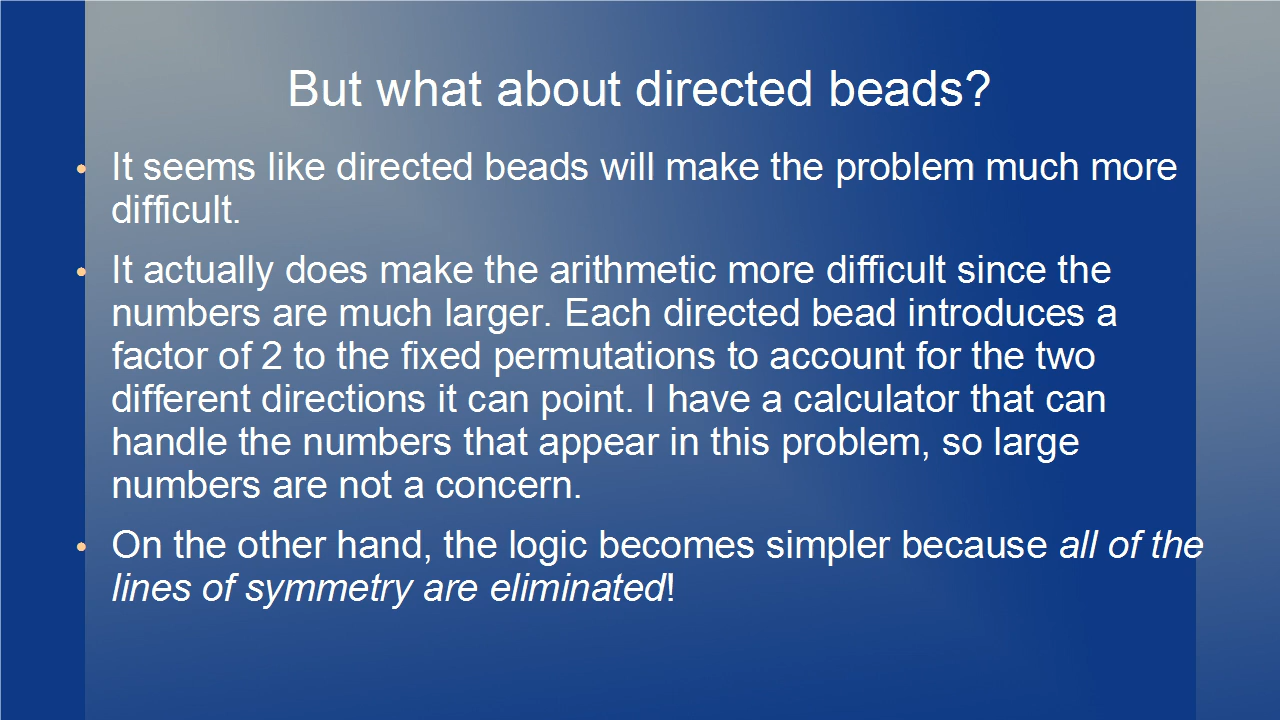 But what about directed beads?
• It seems like directed beads will make the problem much more
difficult.
• It actually does make the arithmetic more difficult since the
numbers are much larger. Each directed bead introduces a
factor of 2 to the fixed permutations to account for the two
different directions it can point. I have a calculator that can
handle the numbers that appear in this problem, so large
numbers are not a concern.
• On the other hand, the logic becomes simpler because all of the
lines of symmetry are eliminated!